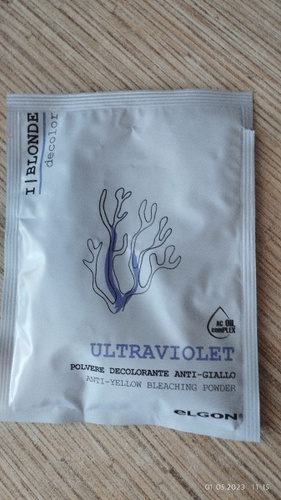 I|BLONDE
decolor
AC OIL
comPLEX
ULTRAVIOLET
POLVERE DECOLORANTE ANTI-GIALLO
ANTI-YELLOW BLEACHING POWDER
eLGON
01.05.2023 11:15